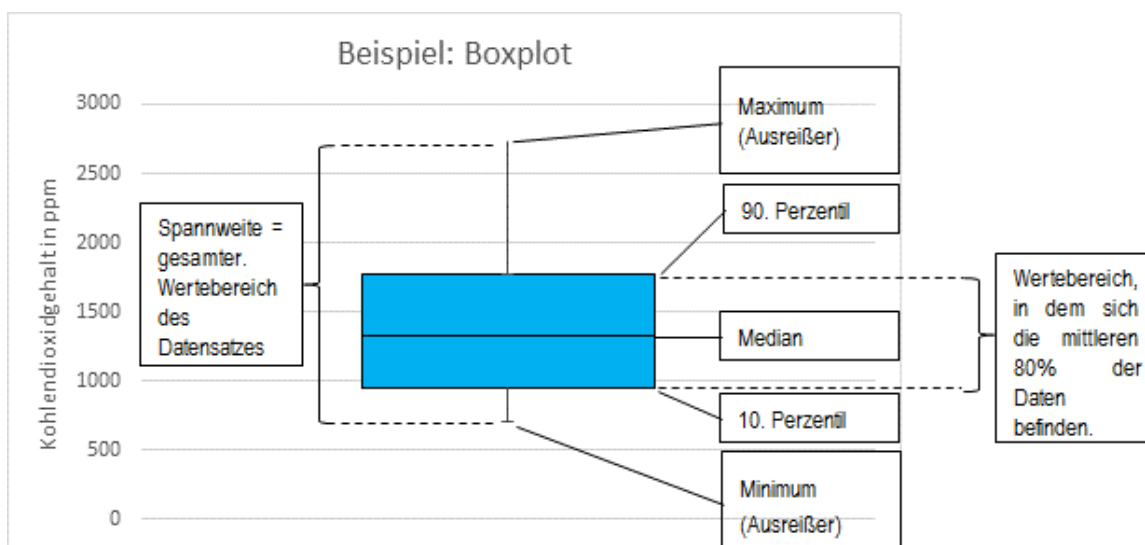 Beispiel: Boxplot
Kohlendioxidgehalt in ppm
3000
2500
2000
1500
1000
500
0
Spannweite =
gesamter.
Wertebereich
des
Datensatzes
Maximum
(Ausreißer)
90. Perzentil
Median
10. Perzentil
Minimum
(Ausreißer)
Wertebereich,
in dem sich
die mittleren
80% der
Daten
befinden.